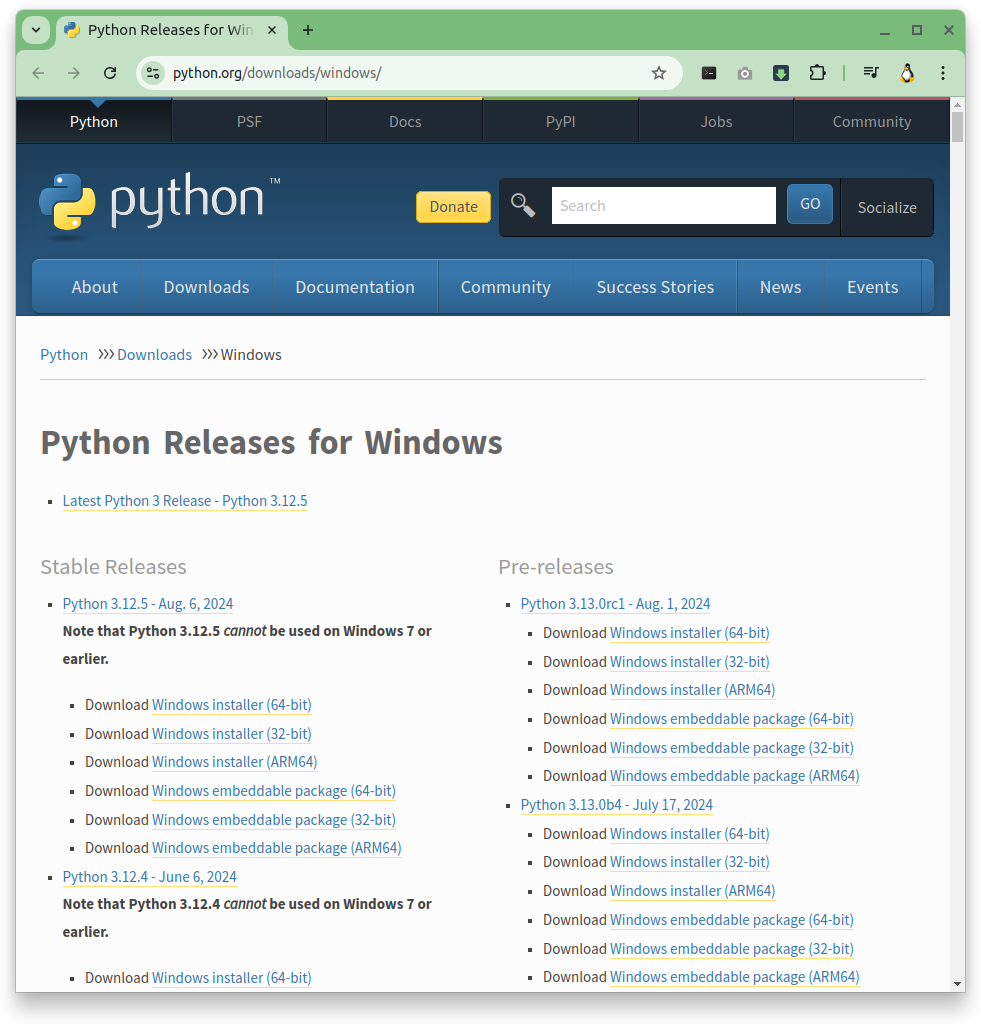 Python Releases for Win
python.org/downloads/windows/
Python PSF Docs PyPI Jobs Community
python™
Donate Search GO Socialize
About Downloads Documentation Community Success Stories News Events
Python >>> Downloads >>> Windows
Python Releases for Windows
Latest Python 3 Release - Python 3.12.5
Stable Releases
Python 3.12.5 - Aug. 6, 2024
Note that Python 3.12.5 cannot be used on Windows 7 or
earlier.
Download Windows installer (64-bit)
Download Windows installer (32-bit)
Download Windows installer (ARM64)
Download Windows embeddable package (64-bit)
Download Windows embeddable package (32-bit)
Download Windows embeddable package (ARM64)
Python 3.12.4 - June 6, 2024
Note that Python 3.12.4 cannot be used on Windows 7 or
earlier.
Download Windows installer (64-bit)
Pre-releases
Python 3.13.0rc1 - Aug. 1, 2024
Download Windows installer (64-bit)
Download Windows installer (32-bit)
Download Windows installer (ARM64)
Download Windows embeddable package (64-bit)
Download Windows embeddable package (32-bit)
Download Windows embeddable package (ARM64)
Python 3.13.0b4 - July 17, 2024
Download Windows installer (64-bit)
Download Windows installer (32-bit)
Download Windows installer (ARM64)
Download Windows embeddable package (64-bit)
Download Windows embeddable package (32-bit)
Download Windows embeddable package (ARM64)